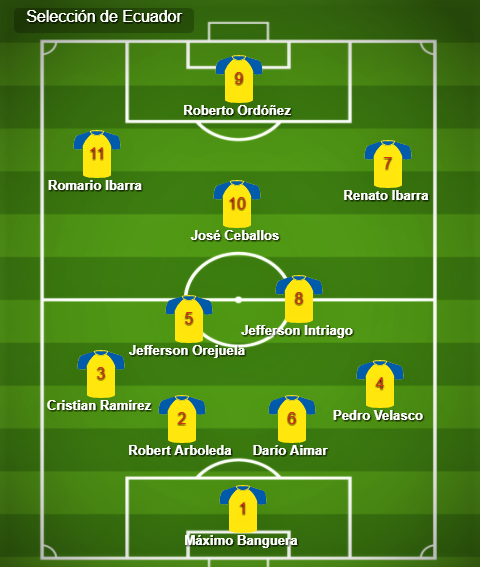 Selección de Ecuador
9
Roberto Ordóñez
11
Romario Ibarra
7
Renato Ibarra
10
José Ceballos
8
Jefferson Intriago
5
Jefferson Orejuela
3
Cristian Ramírez
4
Pedro Velasco
2
Robert Arboleda
6
Darío Aimar
1
Máximo Banguera